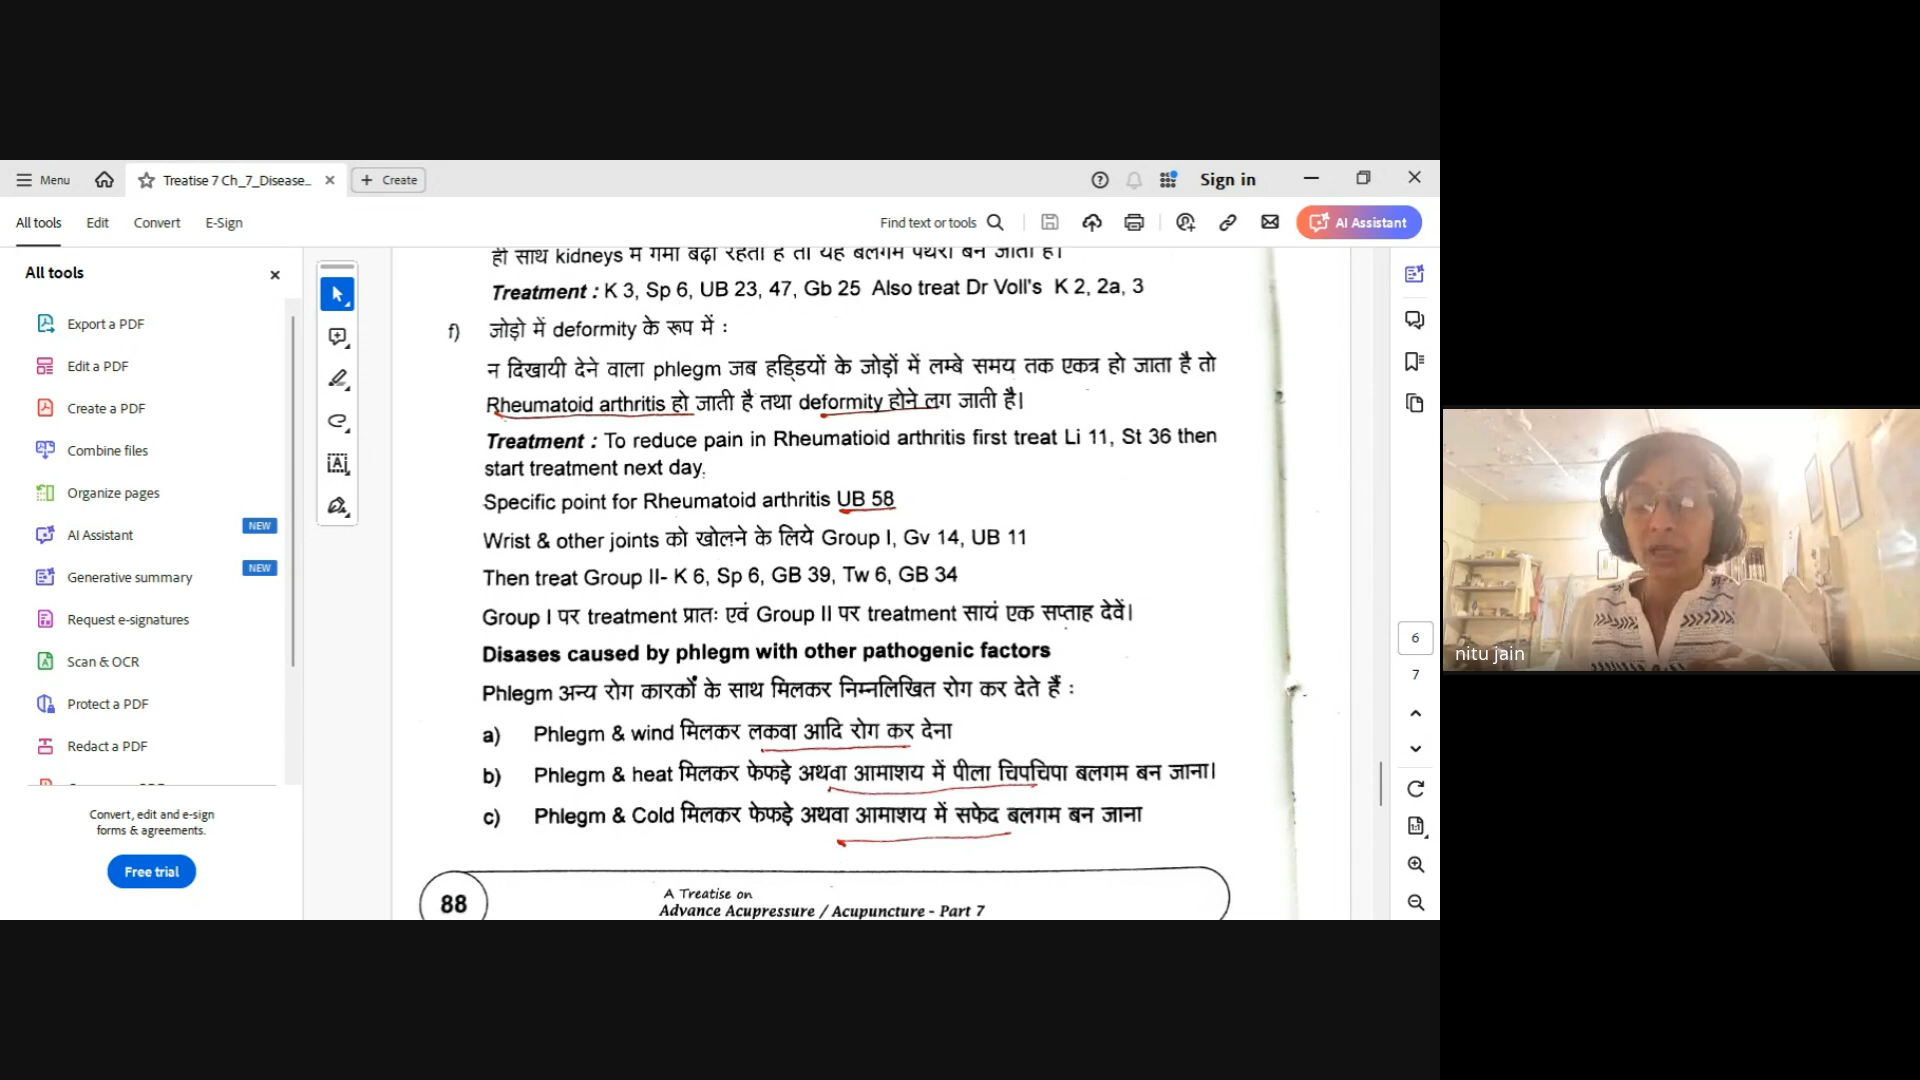 Menu
Treatise 7 Ch_7_Disease...
Create
Sign in
All tools
Edit
Convert
E-Sign
Find text or tools
AI Assistant
All tools
Export a PDF
Edit a PDF
Create a PDF
Combine files
Organize pages
AI Assistant
NEW
Generative summary
NEW
Request e-signatures
Scan & OCR
Protect a PDF
Redact a PDF
Convert, edit and e-sign
forms & agreements.
Free trial
ही साथ kidneys में गर्मी बढ़ी रहती है तो यह बलगम पथरी बन जाता है।
Treatment : K 3, Sp 6, UB 23, 47, Gb 25 Also treat Dr Voll's K 2, 2a, 3
f) जोड़ो में deformity के रूप में :
न दिखायी देने वाला phlegm जब हड्डियों के जोड़ों में लम्बे समय तक एकत्र हो जाता है तो
Rheumatoid arthritis हो जाती है तथा deformity होने लग जाती है।
Treatment : To reduce pain in Rheumatioid arthritis first treat Li 11, St 36 then
start treatment next day.
Specific point for Rheumatoid arthritis UB 58
Wrist & other joints को खोलने के लिये Group I, Gv 14, UB 11
Then treat Group II- K 6, Sp 6, GB 39, Tw 6, GB 34
Group I पर treatment प्रातः एवं Group II पर treatment सायं एक सप्ताह देवें।
Disases caused by phlegm with other pathogenic factors
Phlegm अन्य रोग कारकों के साथ मिलकर निम्नलिखित रोग कर देते हैं :
a) Phlegm & wind मिलकर लकवा आदि रोग कर देना
b) Phlegm & heat मिलकर फेफड़े अथवा आमाशय में पीला चिपचिपा बलगम बन जाना।
c) Phlegm & Cold मिलकर फेफड़े अथवा आमाशय में सफेद बलगम बन जाना
88
A Treatise on
Advance Acupressure / Acupuncture - Part 7
6
7
nitu jain